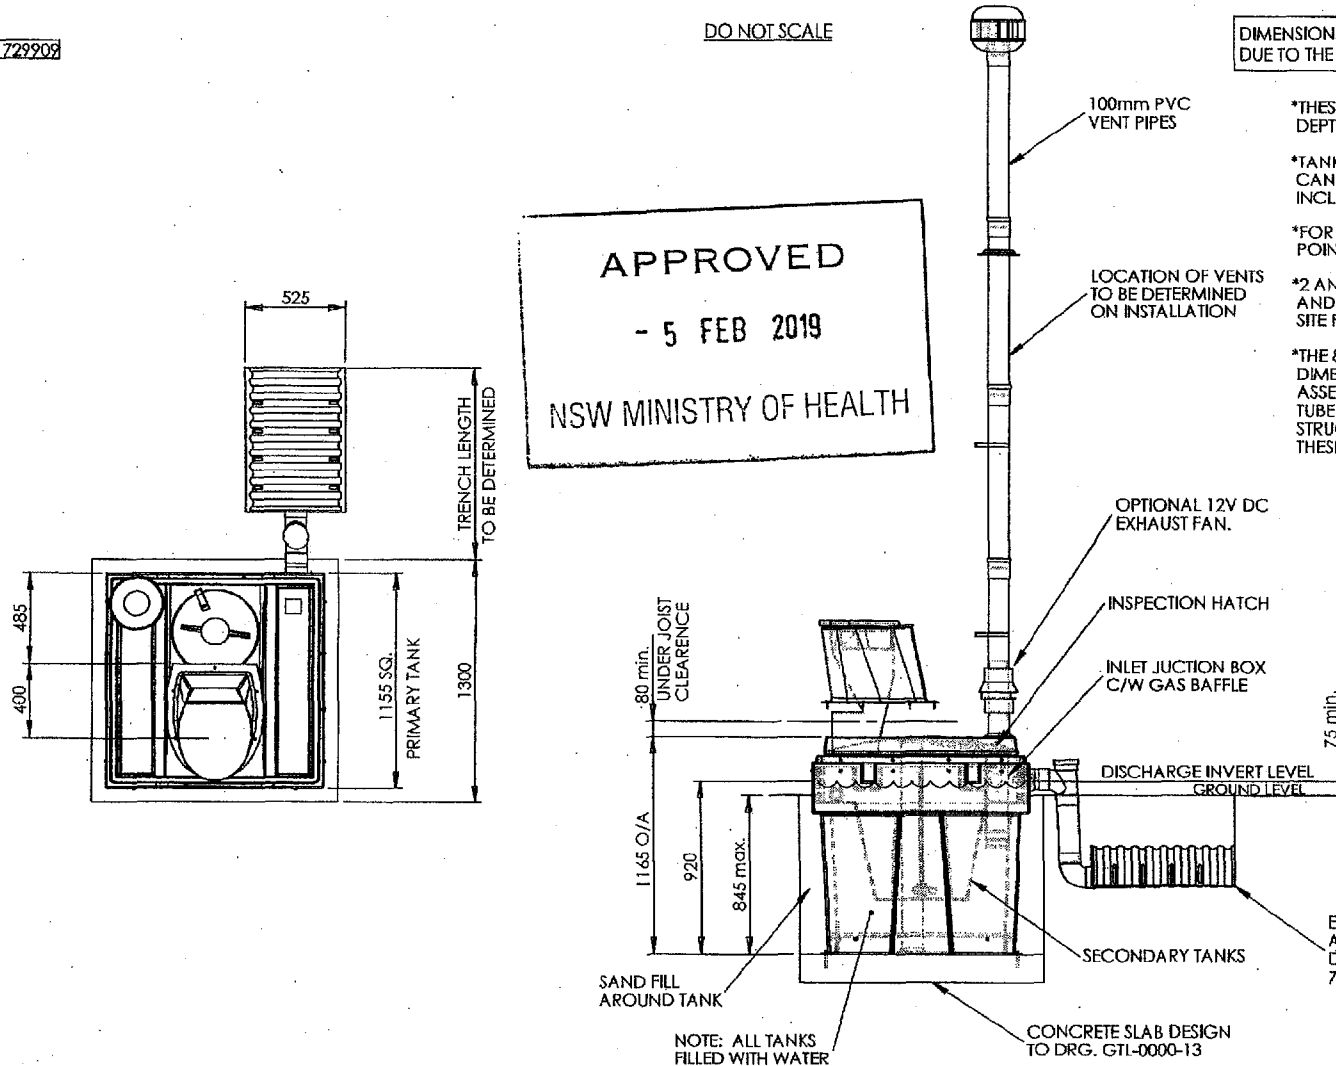 729909
DO NOT SCALE
DIMENSION
DUE TO THE
100mm PVC
VENT PIPES
*THES
DEPT
*TAN
CAN
INCL
*FOR
POIN
*2 AN
AND
SITE
*THE
DIME
ASSE
TUBE
STRU
THES
APPROVED
- 5 FEB 2019
NSW MINISTRY OF HEALTH
LOCATION OF VENTS
TO BE DETERMINED
ON INSTALLATION
525
TRENCH LENGTH
TO BE DETERMINED
OPTIONAL 12V DC
EXHAUST FAN.
INSPECTION HATCH
INLET JUCTION BOX
C/W GAS BAFFLE
485
400
1155 SQ.
PRIMARY TANK
1300
80 min.
UNDER JOIST
CLEARENCE
75 min.
DISCHARGE INVERT LEVEL
GROUND LEVEL
1165 O/A
920
845 max.
SECONDARY TANKS
SAND FILL
AROUND TANK
NOTE: ALL TANKS
FILLED WITH WATER
CONCRETE SLAB DESIGN
TO DRG. GTL-0000-13